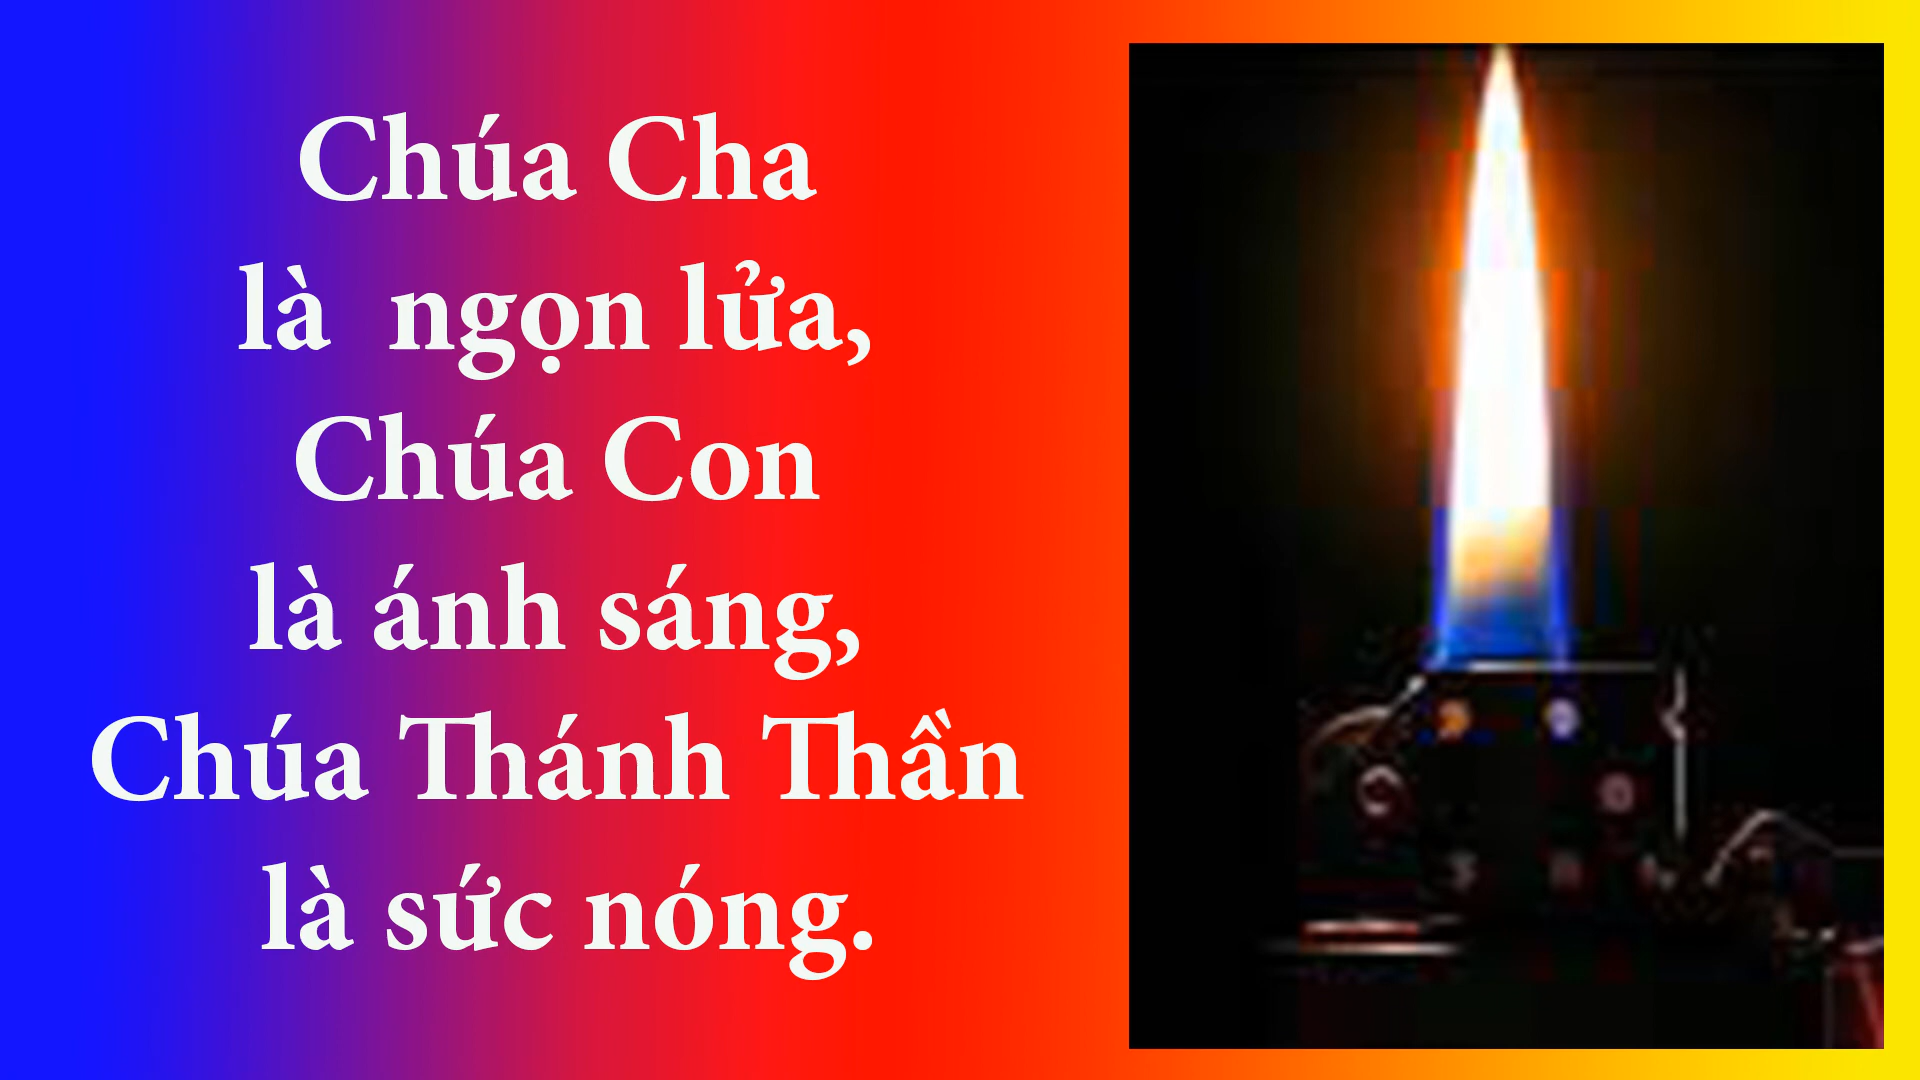 Chúa Cha
là ngọn lửa,
Chúa Con
là ánh sáng,
Chúa Thánh Thần
là sức nóng.